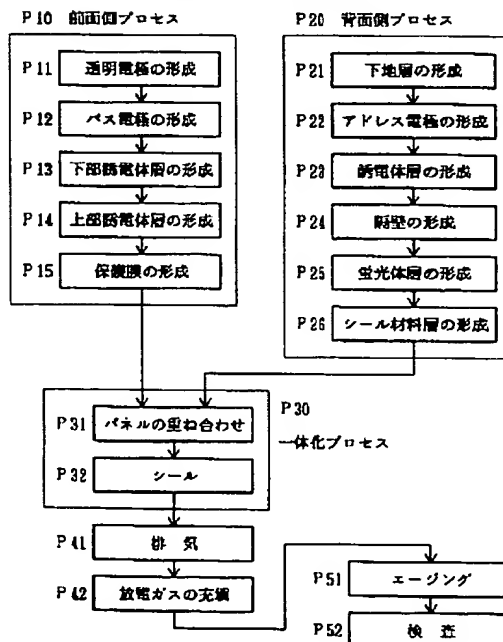 P10 前面側プロセス
P11 透明電極の形成
P12 バス電極の形成
P13 下部誘電体層の形成
P14 上部誘電体層の形成
P15 保護膜の形成
P20 背面側プロセス
P21 下地層の形成
P22 アドレス電極の形成
P23 誘電体層の形成
P24 隔壁の形成
P25 蛍光体層の形成
P26 シール材料層の形成
P30
一体化プロセス
P31 パネルの重ね合わせ
P32 シール
P41 排 気
P42 放電ガスの充填
P51 エージング
P52 検 査